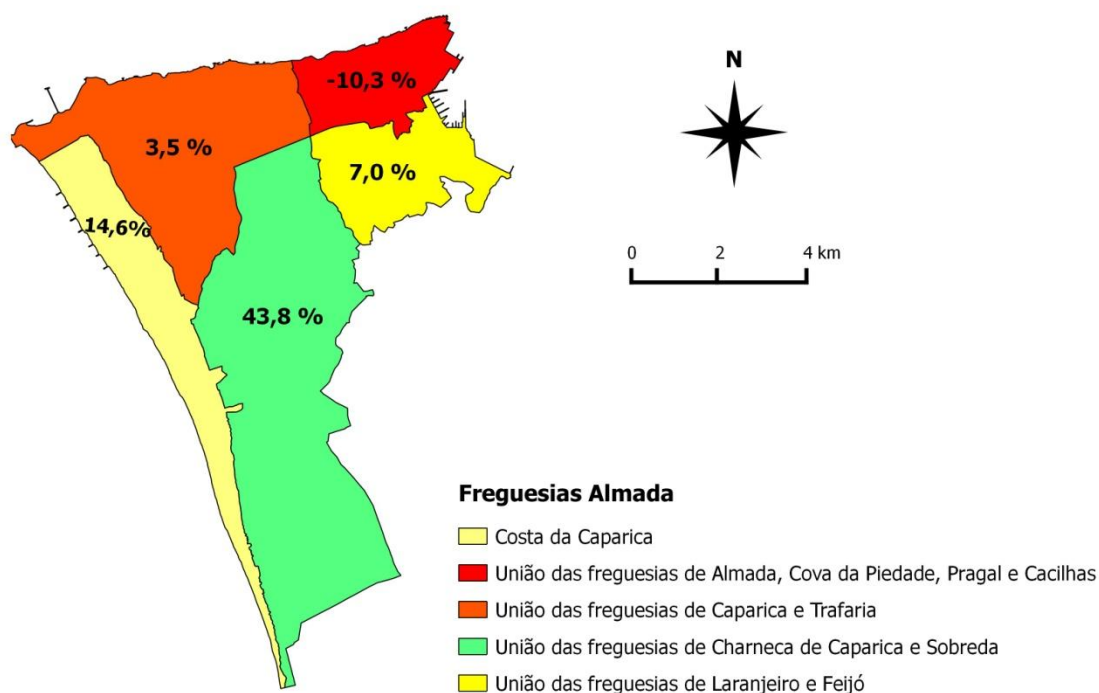 -10,3 %
N
3,5 %
7,0 %
14,6%
0 2 4 km
43,8 %
Freguesias Almada
Costa da Caparica
União das freguesias de Almada, Cova da Piedade, Pragal e Cacilhas
União das freguesias de Caparica e Trafaria
União das freguesias de Charneca de Caparica e Sobreda
União das freguesias de Laranjeiro e Feijó